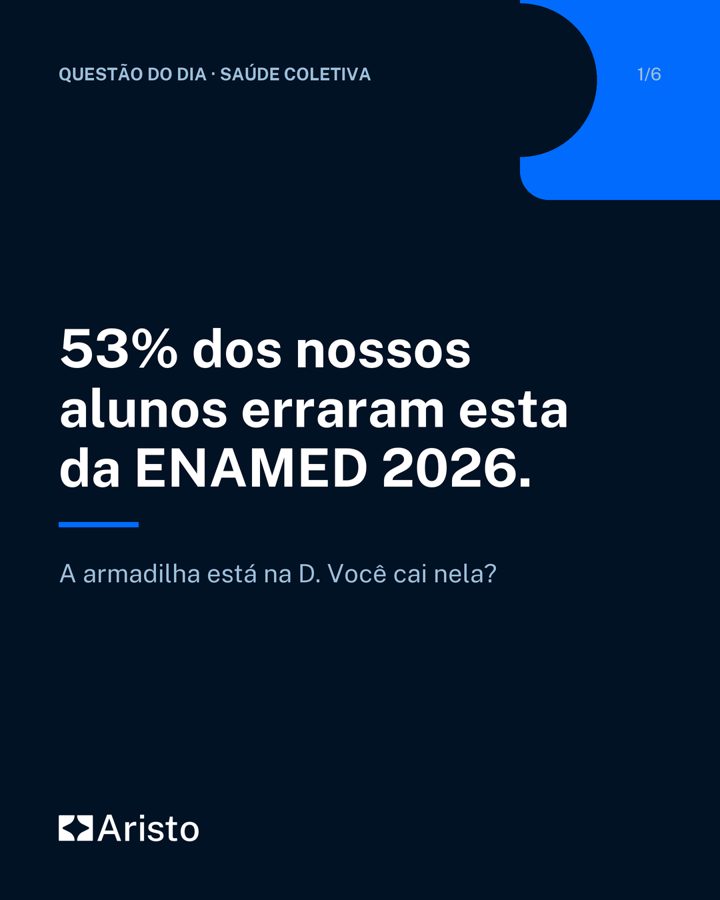 QUESTÃO DO DIA · SAÚDE COLETIVA
1/6
53% dos nossos
alunos erraram esta
da ENAMED 2026.
A armadilha está na D. Você cai nela?
Aristo